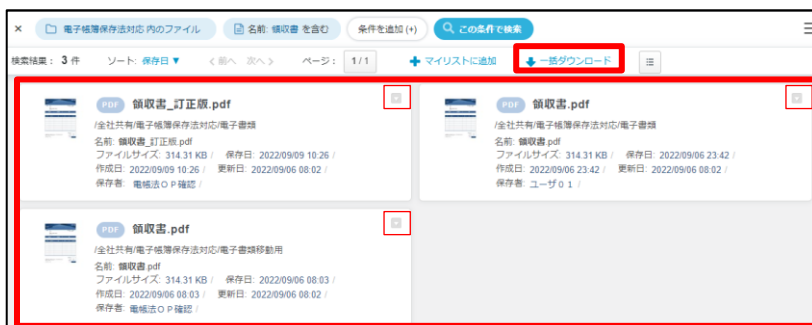 × 電子帳簿保存法対応 内のファイル 名前: 領収書 を含む 条件を追加 (+) この条件で検索
検索結果： 3 件 ソート: 保存日 ▼ < 前へ 次へ > ページ： 1 / 1 マイリストに追加 一括ダウンロード
PDF 領収書_訂正版.pdf
/全社共有/電子帳簿保存法対応/電子書類
名前: 領収書_訂正版.pdf
ファイルサイズ: 314.31 KB / 保存日: 2022/09/09 10:26 /
作成日: 2022/09/09 10:26 / 更新日: 2022/09/06 08:02 /
保存者: 電帳法ＯＰ確認 /
PDF 領収書.pdf
/全社共有/電子帳簿保存法対応/電子書類
名前: 領収書.pdf
ファイルサイズ: 314.31 KB / 保存日: 2022/09/06 23:42 /
作成日: 2022/09/06 23:42 / 更新日: 2022/09/06 08:02 /
保存者: ユーザ０１ /
PDF 領収書.pdf
/全社共有/電子帳簿保存法対応/電子書類移動用
名前: 領収書.pdf
ファイルサイズ: 314.31 KB / 保存日: 2022/09/06 08:03 /
作成日: 2022/09/06 08:03 / 更新日: 2022/09/06 08:02 /
保存者: 電帳法ＯＰ確認 /